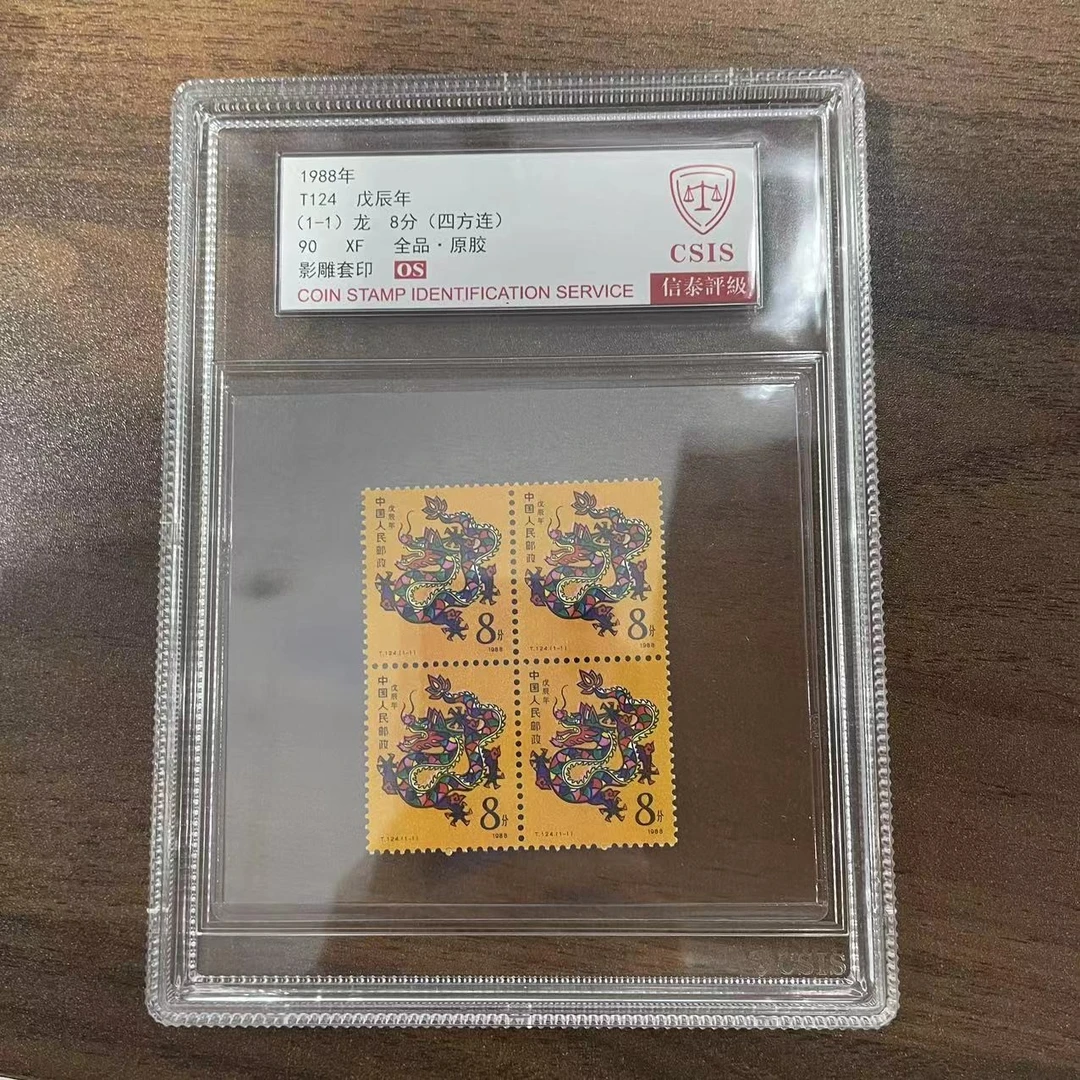 1988年
T124 戊辰年
(1-1) 龙 8分 (四方连)
90 XF 全品·原胶
影雕套印 OS
COIN STAMP IDENTIFICATION SERVICE
CSIS
信泰評級
中国人民邮政
戊辰年
8分
T.124.(1-1)
1988
中国人民邮政
戊辰年
8分
T.124.(1-1)
1988
中国人民邮政
戊辰年
8分
T.124.(1-1)
1988
中国人民邮政
戊辰年
8分
T.124.(1-1)
1988
CSIS